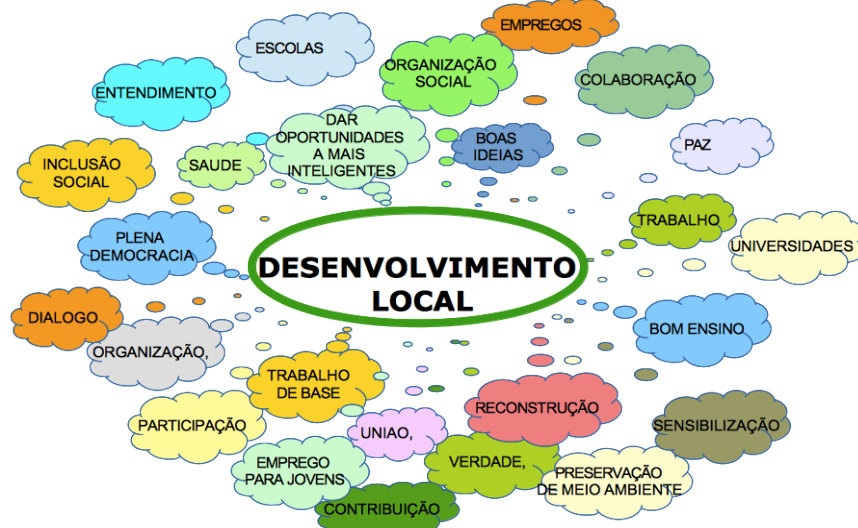 EMPREGOS
ESCOLAS
ORGANIZAÇÃO
SOCIAL
COLABORAÇÃO
ENTENDIMENTO
DAR
OPORTUNIDADES
A MAIS
INTELIGENTES
BOAS
IDEIAS
PAZ
INCLUSÃO
SOCIAL
SAUDE
TRABALHO
UNIVERSIDADES
PLENA
DEMOCRACIA
DESENVOLVIMENTO
LOCAL
DIALOGO
BOM ENSINO
ORGANIZAÇÃO,
TRABALHO
DE BASE
RECONSTRUÇÃO
PARTICIPAÇÃO
UNIAO,
SENSIBILIZAÇÃO
EMPREGO
PARA JOVENS
VERDADE,
PRESERVAÇÃO
DE MEIO AMBIENTE
CONTRIBUIÇÃO